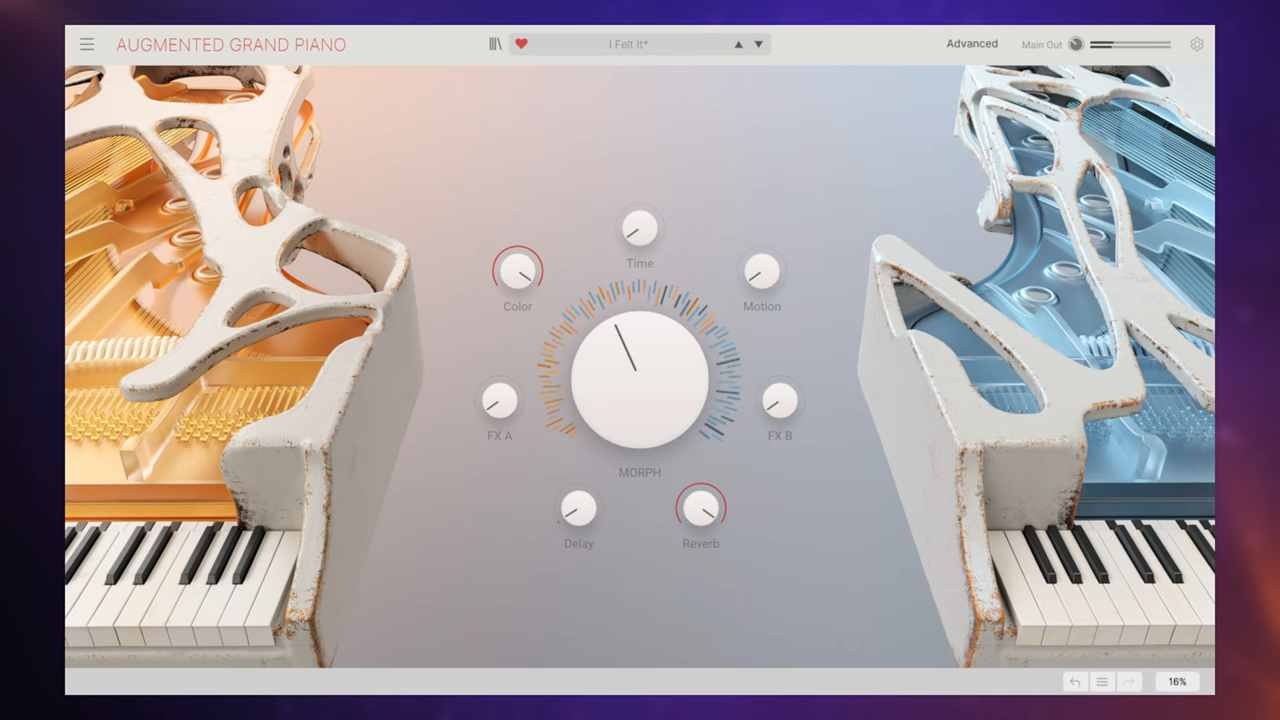 AUGMENTED GRAND PIANO
I Felt It*
Advanced
Main Out
Time
Color
Motion
FX A
FX B
MORPH
Delay
Reverb
16%